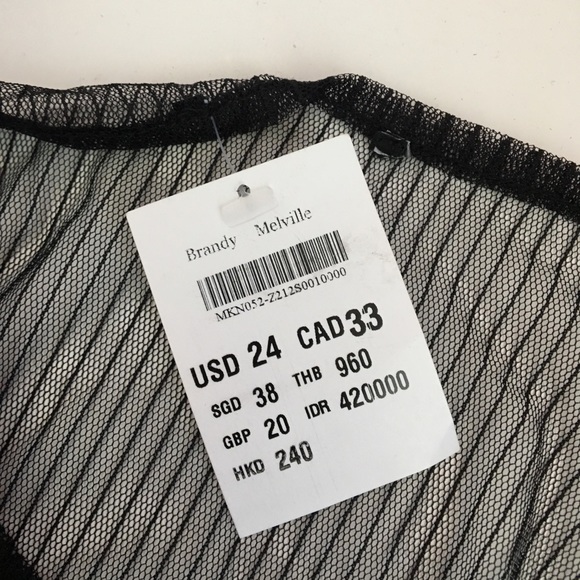 Brandy Melville
MKN052-Z212S0010000
USD 24 CAD 33
SGD 38 THB 960
GBP 20 IDR 420000
HKD 240